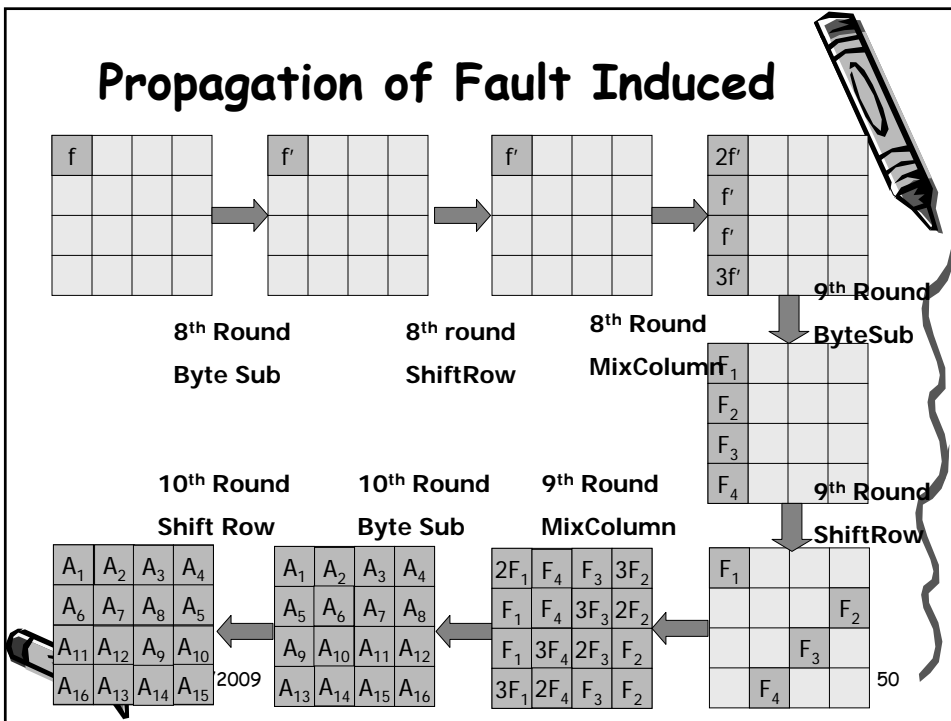 Propagation of Fault Induced
f
f'
f'
2f'
f'
f'
3f'
8th Round
Byte Sub
8th round
ShiftRow
8th Round
MixColumn
9th Round
ByteSub
F1
F2
F3
F4
9th Round
ShiftRow
10th Round
Shift Row
10th Round
Byte Sub
9th Round
MixColumn
A1 A2 A3 A4
A6 A7 A8 A5
A11 A12 A9 A10
A16 A13 A14 A15
A1 A2 A3 A4
A5 A6 A7 A8
A9 A10 A11 A12
A13 A14 A15 A16
2F1 F4 F3 3F2
F1 F4 3F3 2F2
F1 3F4 2F3 F2
3F1 2F4 F3 F2
F1
F2
F3
F4
2009
50